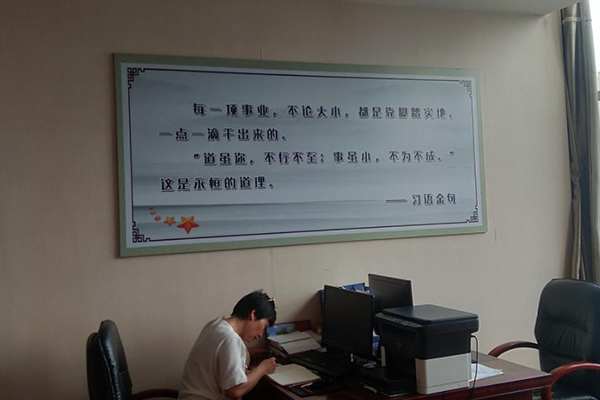 每一项事业，不论大小，都是靠脚踏实地、
一点一滴干出来的。
“道虽迩，不行不至；事虽小，不为不成。”
这是永恒的道理。
——习语金句